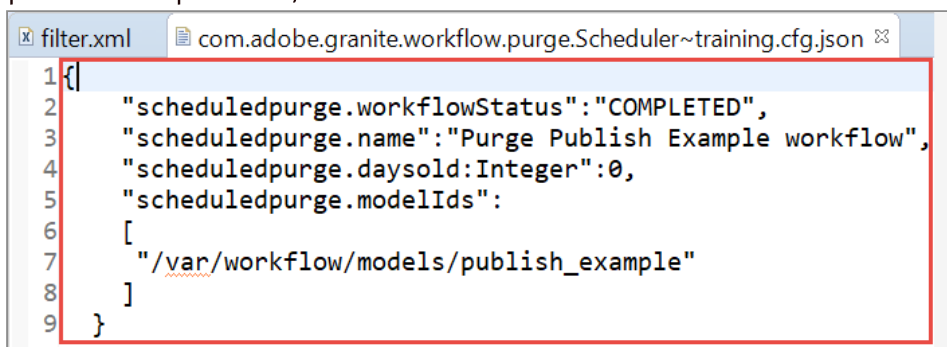 filter.xml com.adobe.granite.workflow.purge.Scheduler~training.cfg.json
1 {
2 "scheduledpurge.workflowStatus":"COMPLETED",
3 "scheduledpurge.name":"Purge Publish Example workflow",
4 "scheduledpurge.daysold:Integer":0,
5 "scheduledpurge.modelIds":
6 [
7 "/var/workflow/models/publish_example"
8 ]
9 }